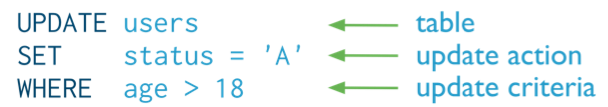 UPDATE users table
SET status = 'A' update action
WHERE age > 18 update criteria